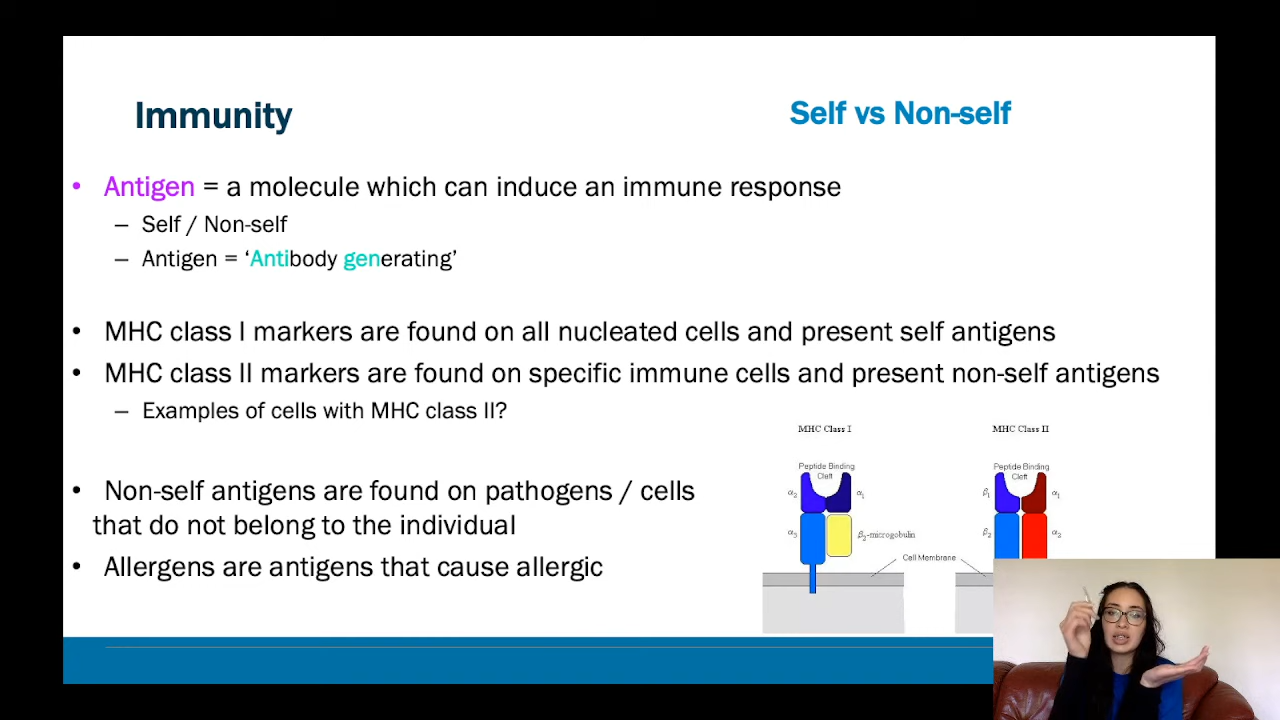 Immunity
Self vs Non-self
• Antigen = a molecule which can induce an immune response
– Self / Non-self
– Antigen = ‘Antibody generating’
• MHC class I markers are found on all nucleated cells and present self antigens
• MHC class II markers are found on specific immune cells and present non-self antigens
– Examples of cells with MHC class II?
• Non-self antigens are found on pathogens / cells
that do not belong to the individual
• Allergens are antigens that cause allergic
MHC Class I
MHC Class II
Peptide Binding
Cleft
Peptide Binding
Cleft
α2
α1
β1
α1
α3
β2-microgobulin
β2
α2
Cell Membrane